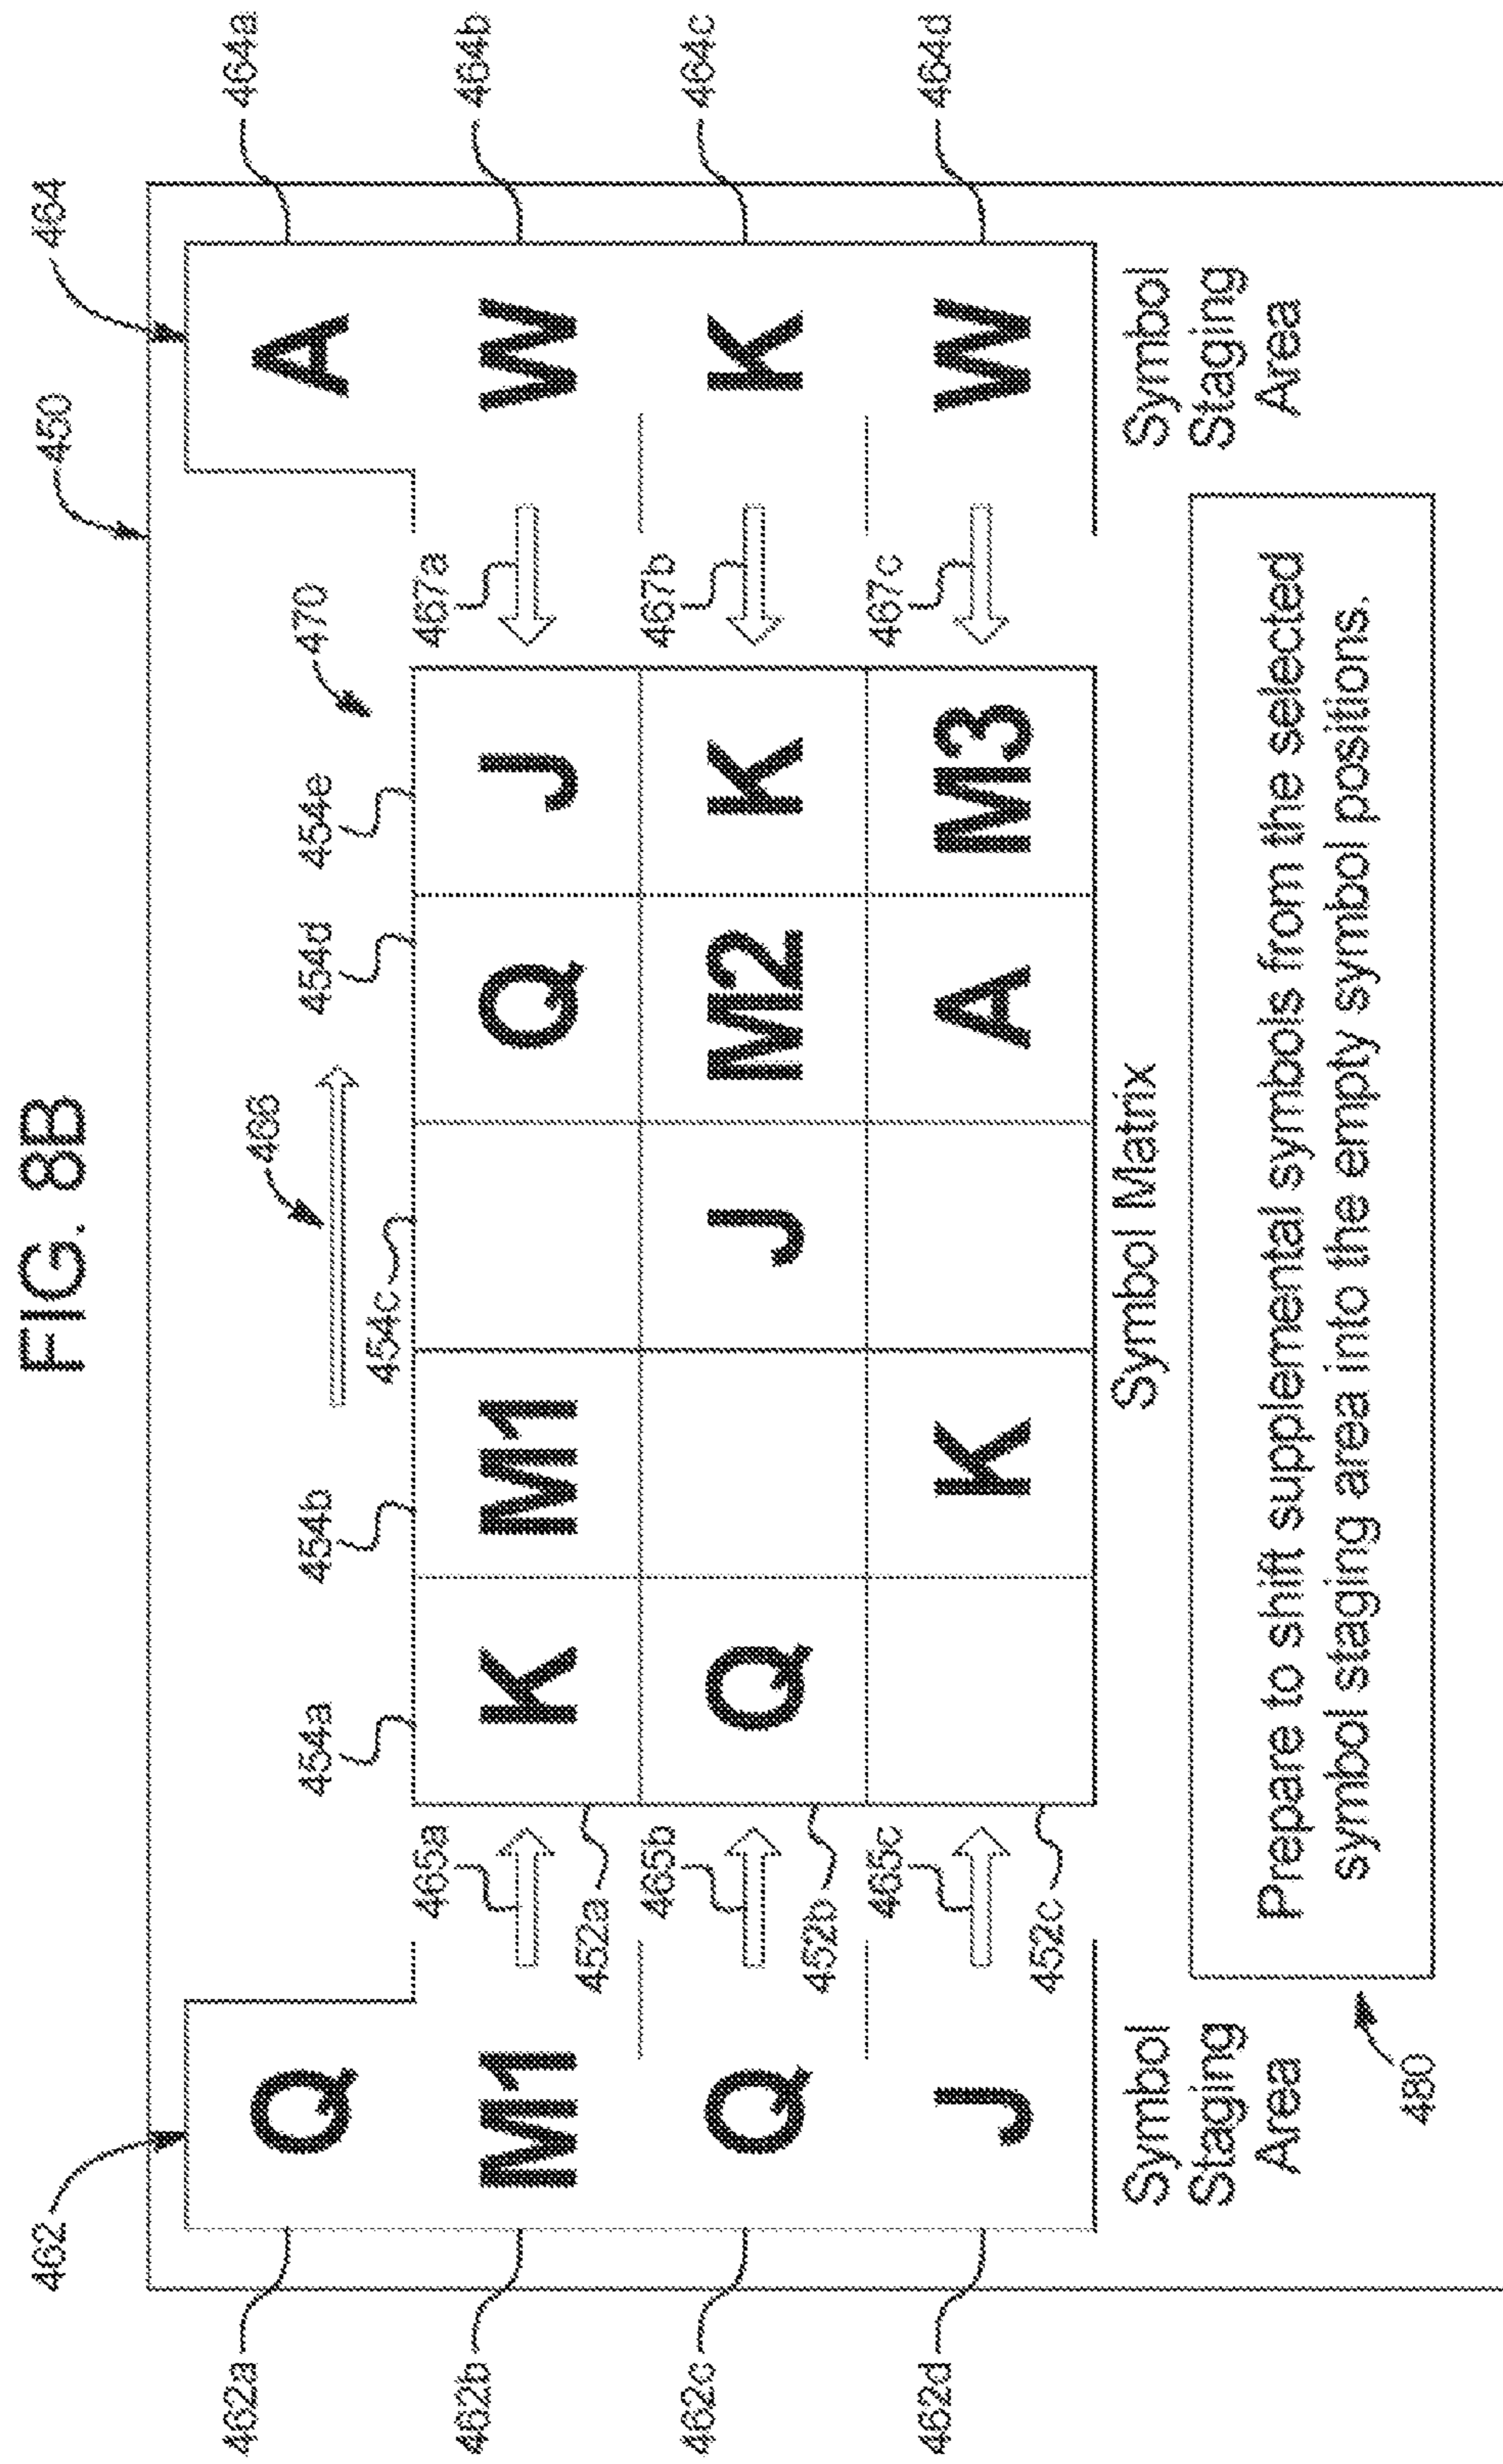 FIG. 8B
462
450
464
466
470
454a
454b
454c
454d
454e
462a
Q
A
464a
465a
467a
462b
M1
K
M1
Q
J
W
464b
452a
465b
467b
462c
Q
Q
J
M2
K
K
464c
452b
465c
467c
462d
J
K
A
M3
W
464d
452c
Symbol
Staging
Area
Symbol Matrix
Symbol
Staging
Area
Prepare to shift supplemental symbols from the selected
symbol staging area into the empty symbol positions.
480